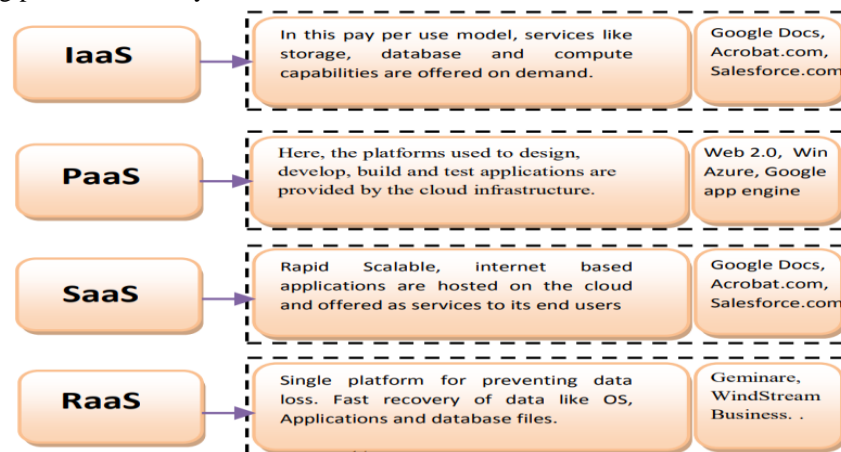 IaaS
In this pay per use model, services like
storage, database and compute
capabilities are offered on demand.
Google Docs,
Acrobat.com,
Salesforce.com
PaaS
Here, the platforms used to design,
develop, build and test applications are
provided by the cloud infrastructure.
Web 2.0, Win
Azure, Google
app engine
SaaS
Rapid Scalable, internet based
applications are hosted on the cloud
and offered as services to its end users
Google Docs,
Acrobat.com,
Salesforce.com
RaaS
Single platform for preventing data
loss. Fast recovery of data like OS,
Applications and database files.
Geminare,
WindStream
Business. .